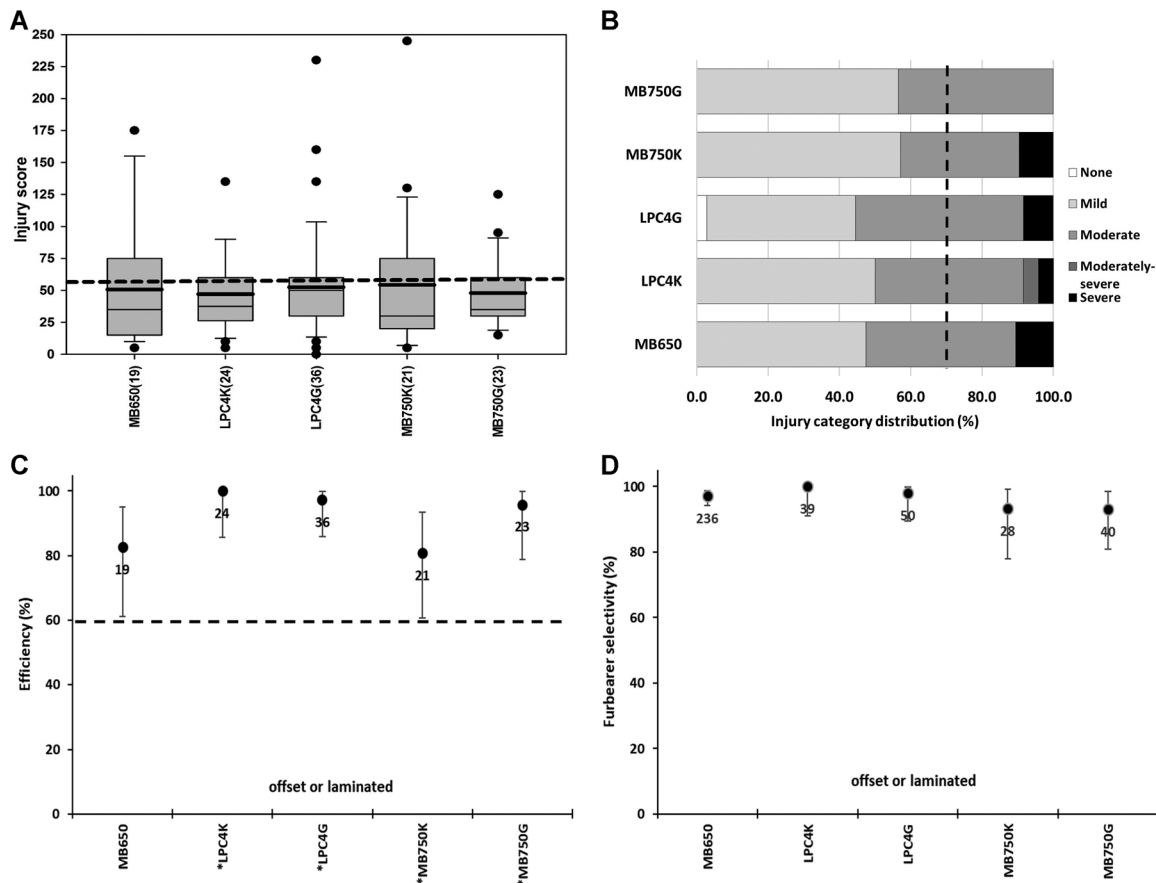 A
Injury score
250
225
200
175
150
125
100
75
50
25
0
MB650(19)
LPC4K(24)
LPC4G(36)
MB750K(21)
MB750G(23)
B
MB750G
MB750K
LPC4G
LPC4K
MB650
0.0 20.0 40.0 60.0 80.0 100.0
Injury category distribution (%)
None
Mild
Moderate
Moderately-
severe
Severe
C
Efficiency (%)
100
80
60
40
20
0
19
24
36
21
23
offset or laminated
MB650
*LPC4K
*LPC4G
*MB750K
*MB750G
D
Furbearer selectivity (%)
100
80
60
40
20
0
236
39
50
28
40
offset or laminated
MB650
LPC4K
LPC4G
MB750K
MB750G